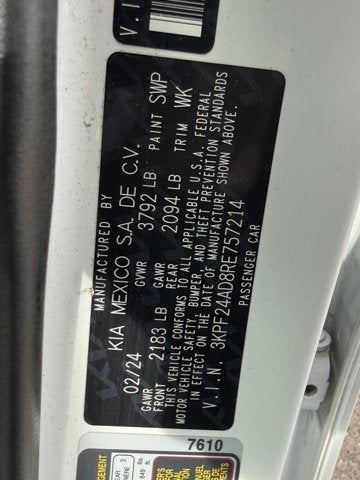 V.I
MANUFACTURED BY
KIA MEXICO S.A. DE C.V.
02/24 GVWR 3792 LB PAINT SWP
GAWR FRONT 2183 LB GAWR REAR 2094 LB TRIM WK
THIS VEHICLE CONFORMS TO ALL APPLICABLE U.S.A. FEDERAL
MOTOR VEHICLE SAFETY, BUMPER, AND THEFT PREVENTION STANDARDS
IN EFFECT ON THE DATE OF MANUFACTURE SHOWN ABOVE.
V.I.N. 3KPF24AD8RE757214
PASSENGER CAR
7610